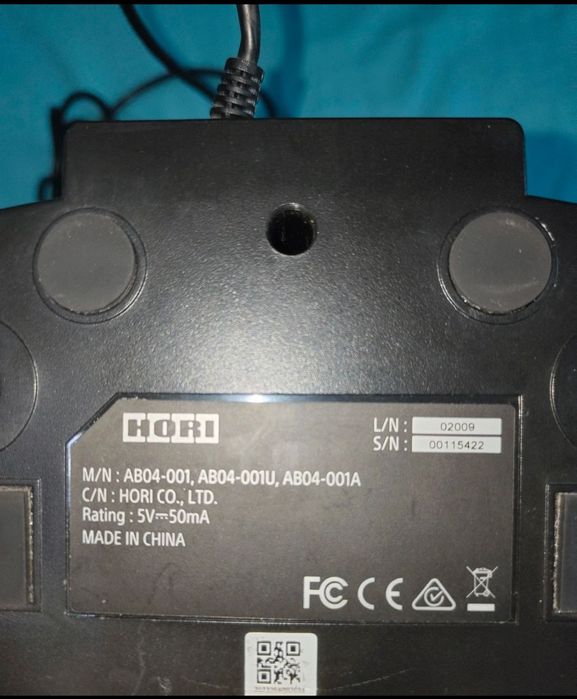 HORI
L/N : 02009
S/N : 00115422
M/N : AB04-001, AB04-001U, AB04-001A
C/N : HORI CO., LTD.
Rating : 5V⎓50mA
MADE IN CHINA
FC CE